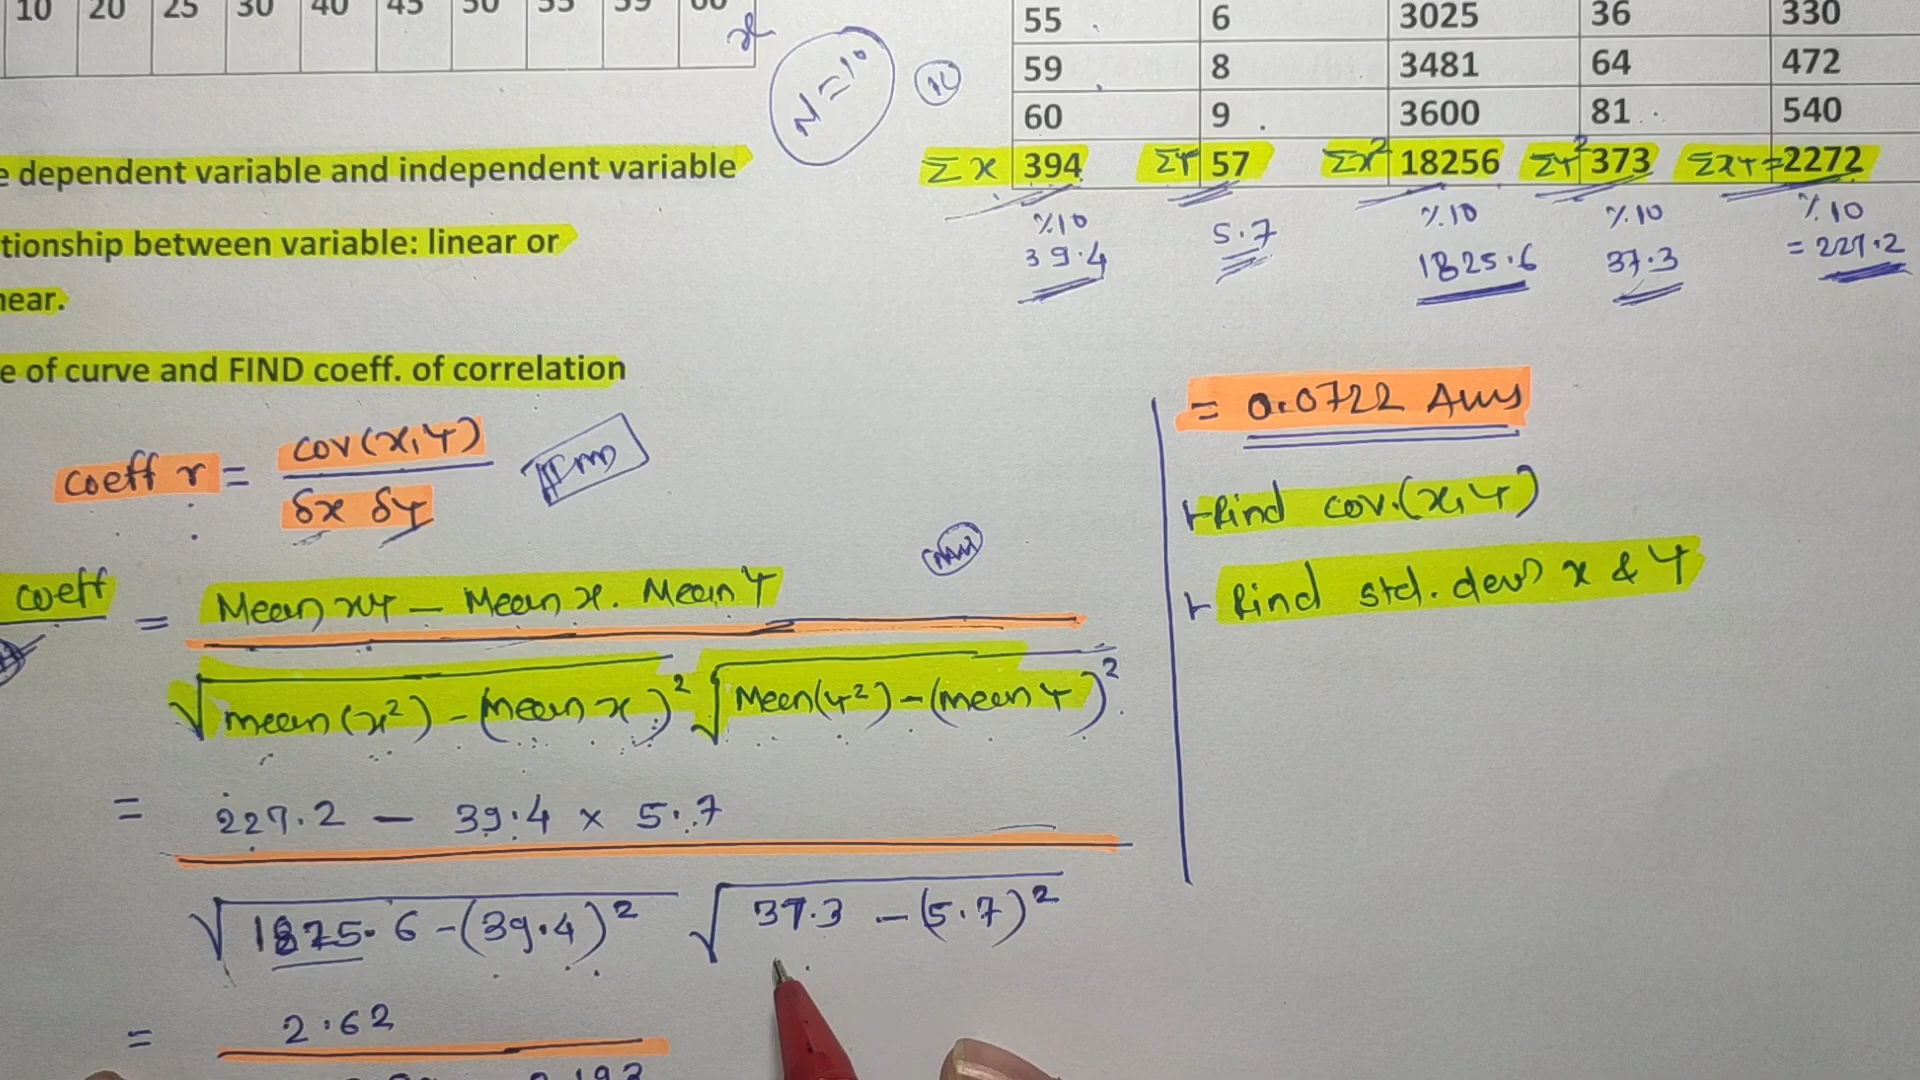 10 20 25 30 40 45 50 55 59 60
x
N=10
10
55 6 3025 36 330
59 8 3481 64 472
60 9 3600 81 540
Σx 394 ΣY 57 Σx² 18256 ΣY² 373 ΣxY=2272
%10 %10 %10 %10
39.4 5.7 1825.6 37.3 = 227.2
e dependent variable and independent variable
tionship between variable: linear or
near.
e of curve and FIND coeff. of correlation
coeff r = cov(x,Y)
δx δY
coeff = Mean xY - Mean x. Mean Y
√mean(x²) - (Mean x)² √Mean(Y²) - (mean Y)²
= 227.2 - 39.4 x 5.7
√1825.6 - (39.4)² √37.3 - (5.7)²
= 2.62
= 0.0722 Ans
Find cov.(x,Y)
Find std. devn x & Y